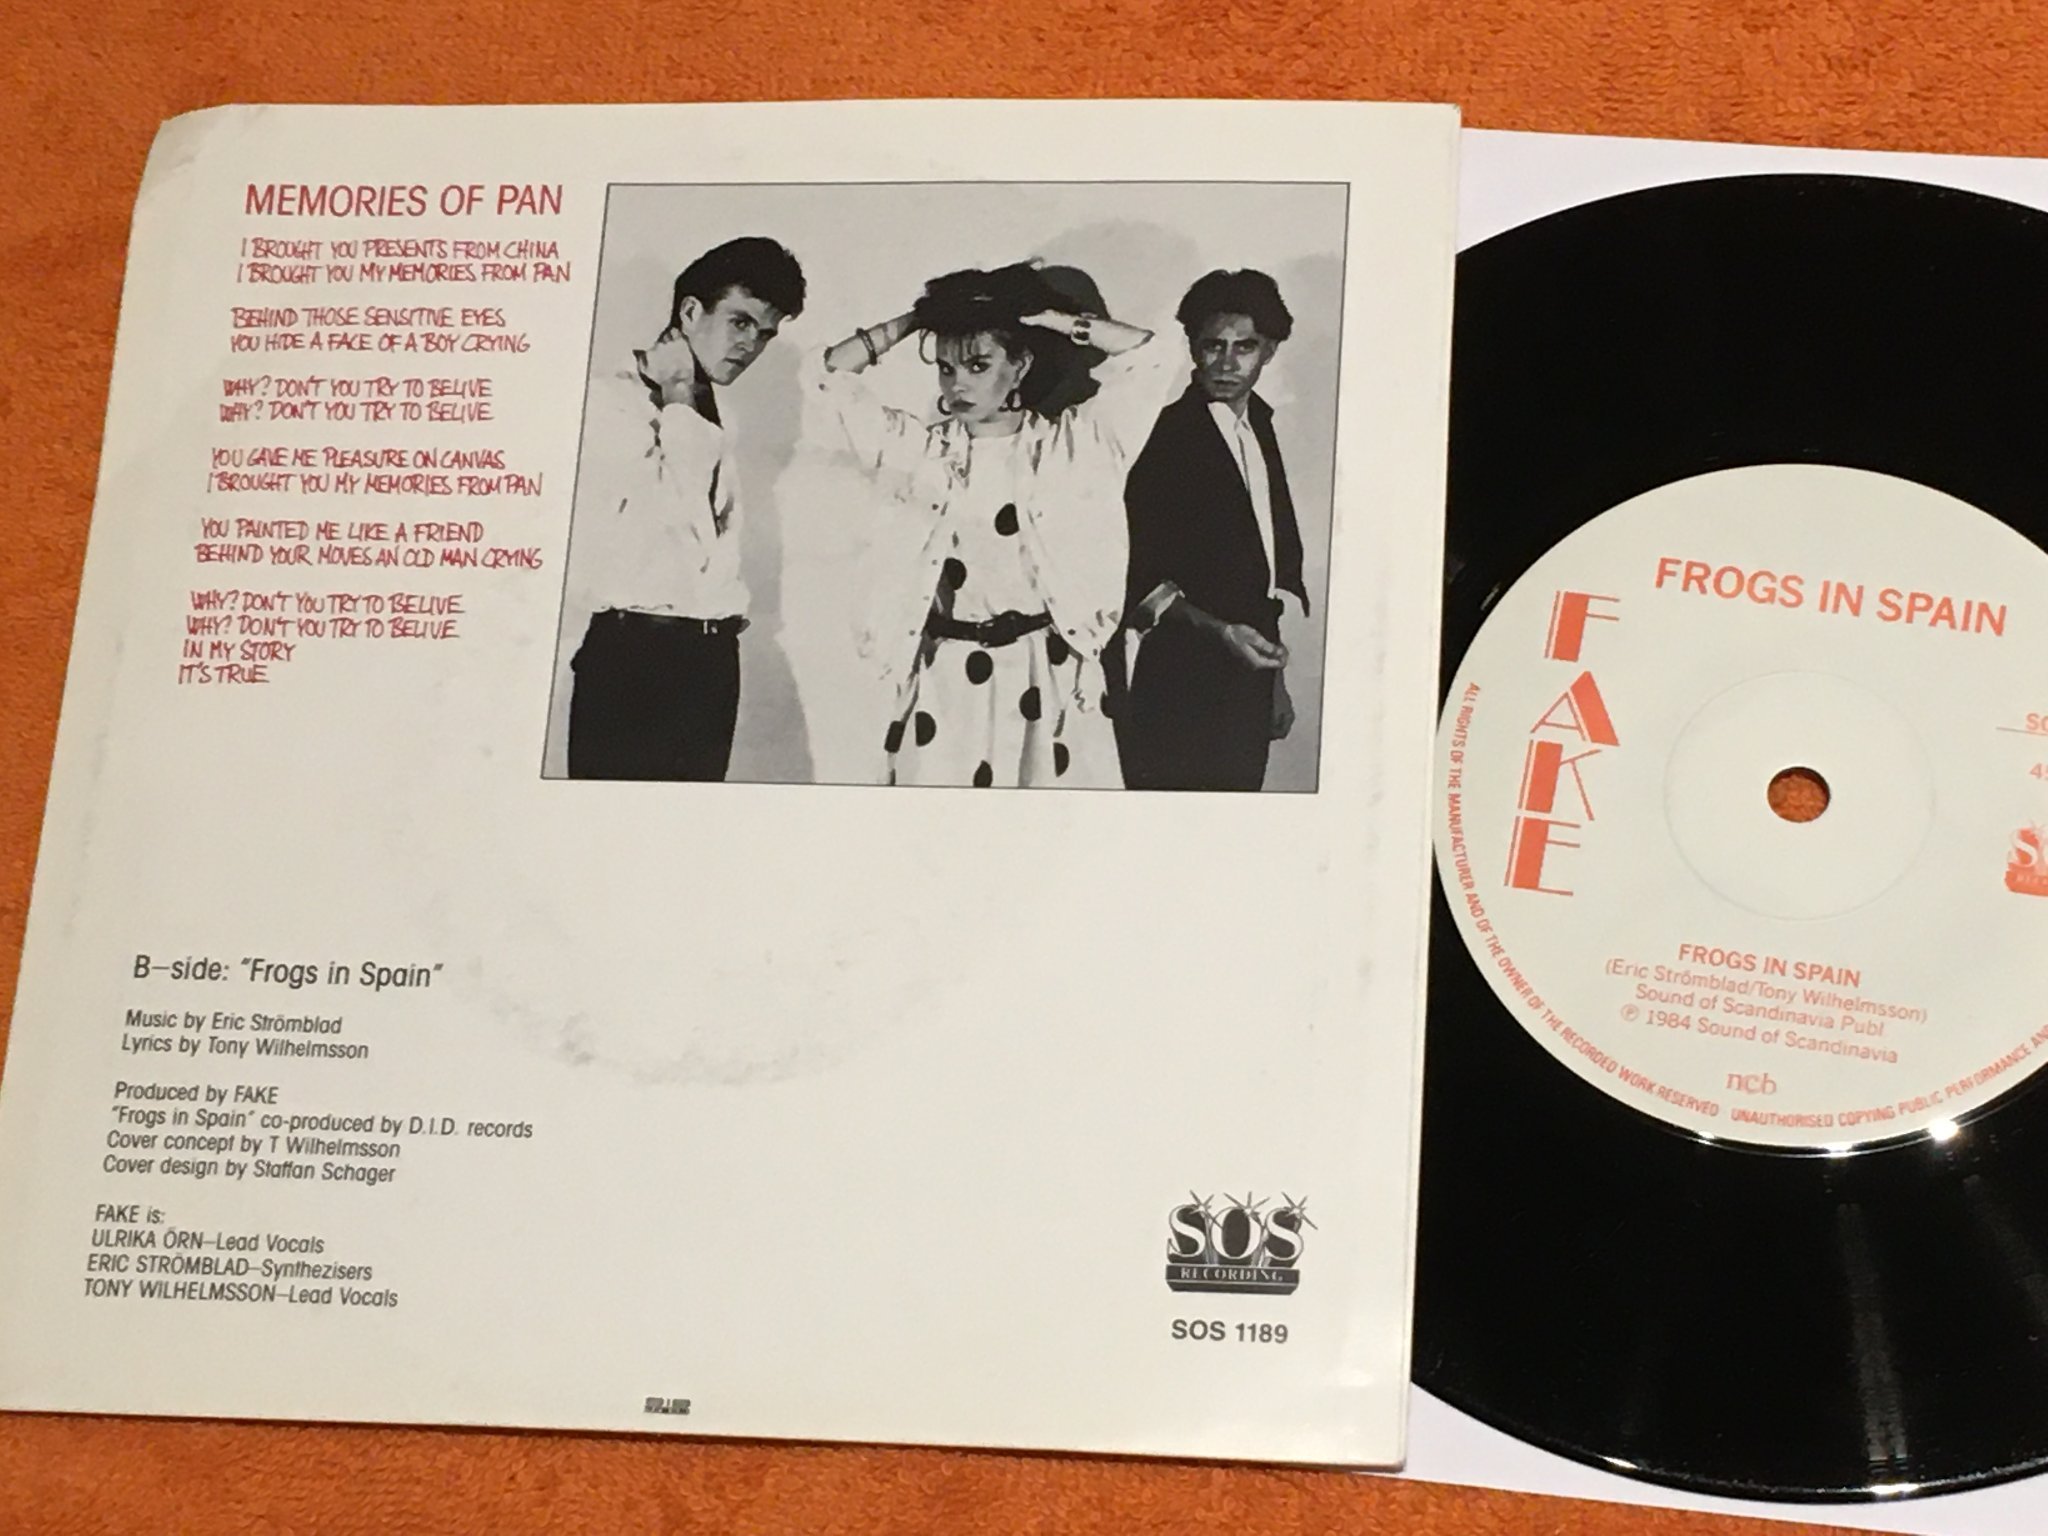 MEMORIES OF PAN
I BROUGHT YOU PRESENTS FROM CHINA
I BROUGHT YOU MY MEMORIES FROM PAN
BEHIND THOSE SENSITIVE EYES
YOU HIDE A FACE OF A BOY CRYING
WHY? DON'T YOU TRY TO BELIVE
WHY? DON'T YOU TRY TO BELIVE
YOU GAVE ME PLEASURE ON CANVAS
I BROUGHT YOU MY MEMORIES FROM PAN
YOU PAINTED ME LIKE A FRIEND
BEHIND YOUR MOVES AN OLD MAN CRYING
WHY? DON'T YOU TRY TO BELIVE
WHY? DON'T YOU TRY TO BELIVE
IN MY STORY
IT'S TRUE
B-side: "Frogs in Spain"
Music by Eric Strömblad
Lyrics by Tony Wilhelmsson
Produced by FAKE
"Frogs in Spain" co-produced by D.I.D. records
Cover concept by T Wilhelmsson
Cover design by Staffan Schager
FAKE is:
ULRIKA ÖRN-Lead Vocals
ERIC STRÖMBLAD-Synthezisers
TONY WILHELMSSON-Lead Vocals
SOS
RECORDING
SOS 1189
FROGS IN SPAIN
FAKE
FROGS IN SPAIN
(Eric Strömblad/Tony Wilhelmsson)
Sound of Scandinavia Publ
℗ 1984 Sound of Scandinavia
ncb
ALL RIGHTS OF THE MANUFACTURER AND OF THE OWNER OF THE RECORDED WORK RESERVED · UNAUTHORISED COPYING PUBLIC PERFORMANCE